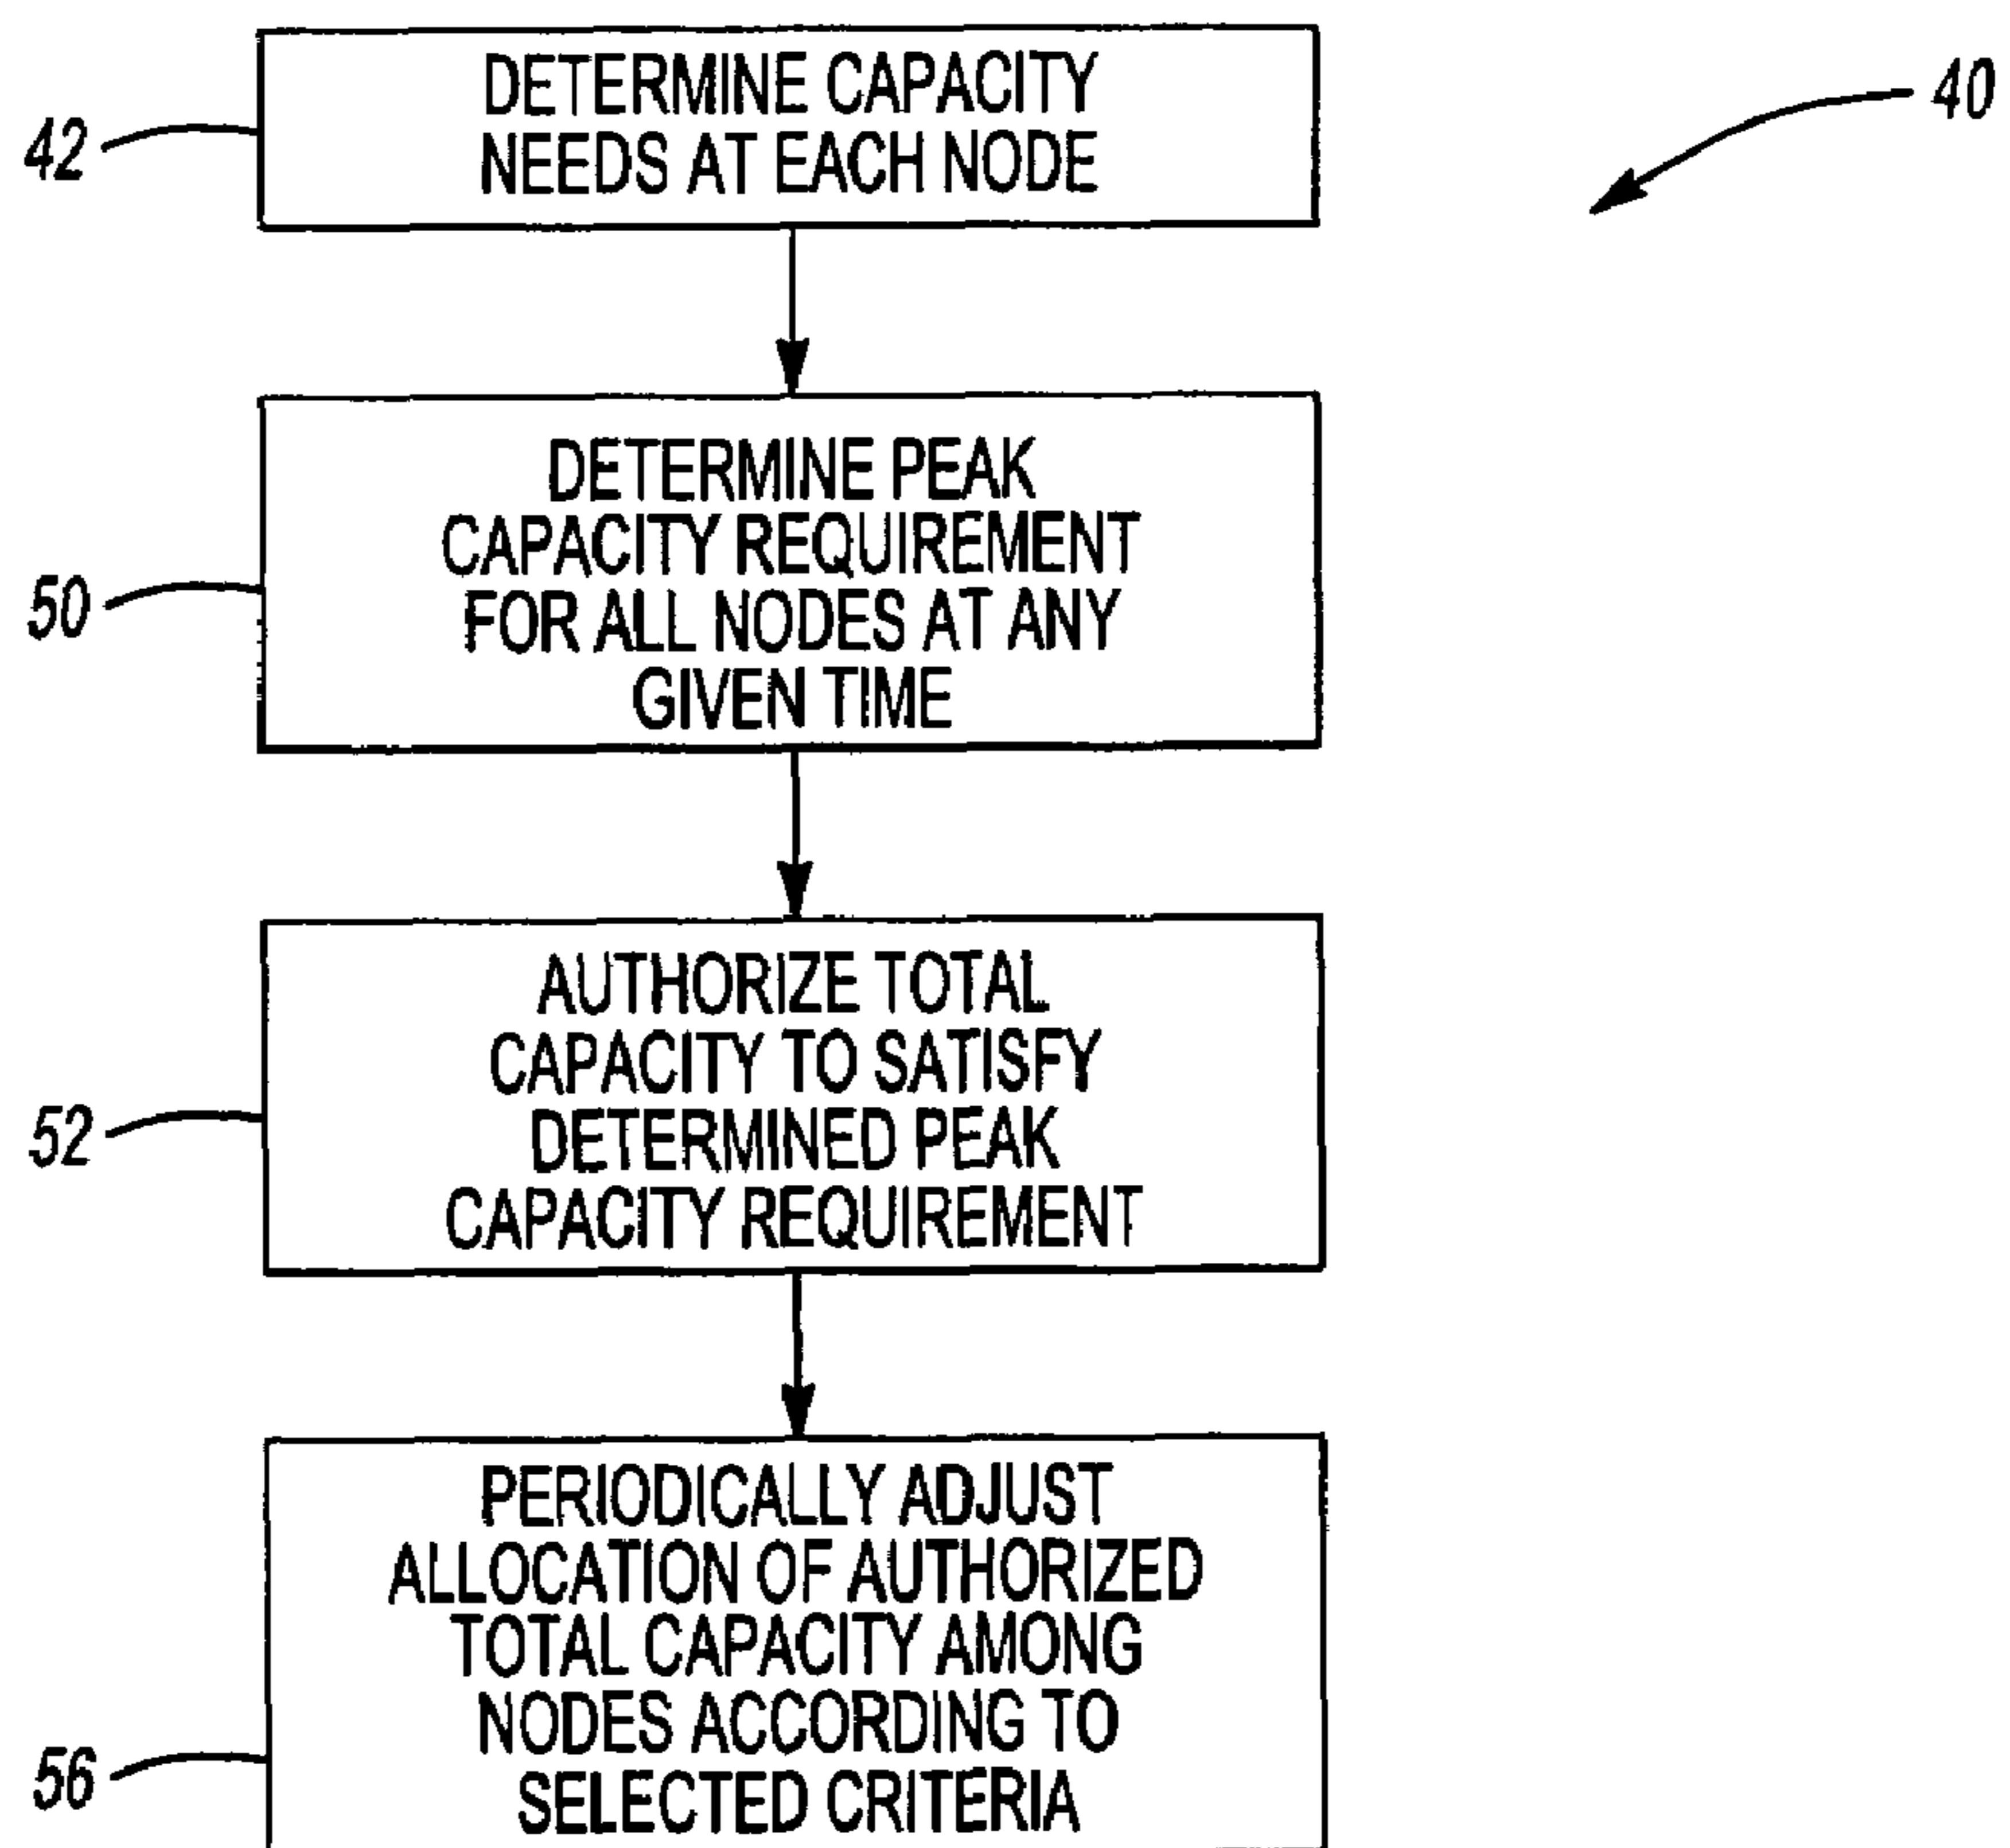 DETERMINE CAPACITY
NEEDS AT EACH NODE
42
40
DETERMINE PEAK
CAPACITY REQUIREMENT
FOR ALL NODES AT ANY
GIVEN TIME
50
AUTHORIZE TOTAL
CAPACITY TO SATISFY
DETERMINED PEAK
CAPACITY REQUIREMENT
52
PERIODICALLY ADJUST
ALLOCATION OF AUTHORIZED
TOTAL CAPACITY AMONG
NODES ACCORDING TO
SELECTED CRITERIA
56